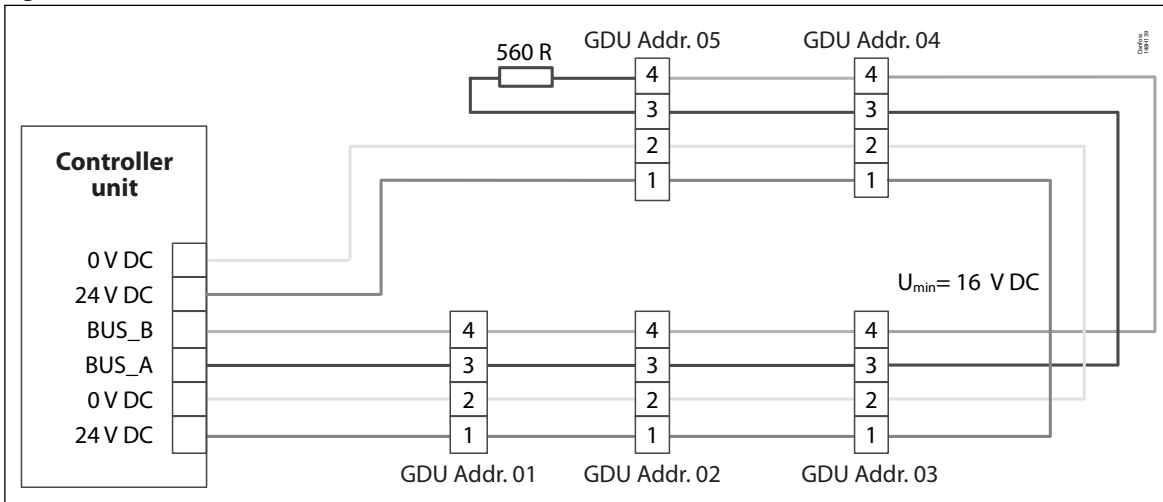 GDU Addr. 05
GDU Addr. 04
560 R
4
4
3
3
2
2
1
1
Controller
unit
0 V DC
24 V DC
BUS_B
BUS_A
0 V DC
24 V DC
Umin= 16 V DC
4
4
4
3
3
3
2
2
2
1
1
1
GDU Addr. 01
GDU Addr. 02
GDU Addr. 03
Danfoss